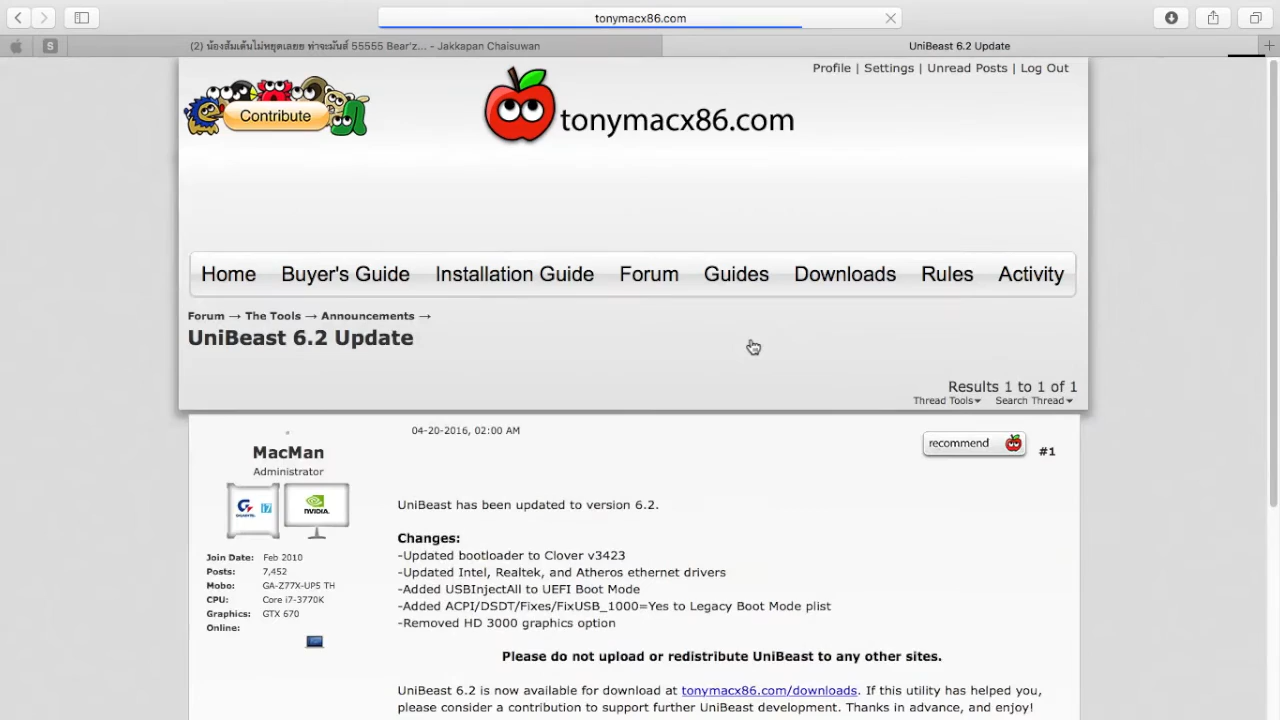 tonymacx86.com
S
(2) น้องส้มเต้นไม่หยุดเลยย ท่าจะมันส์ 55555 Bear'z... - Jakkapan Chaisuwan
UniBeast 6.2 Update
Profile | Settings | Unread Posts | Log Out
Contribute
tonymacx86.com
Home Buyer's Guide Installation Guide Forum Guides Downloads Rules Activity
Forum → The Tools → Announcements →
UniBeast 6.2 Update
Results 1 to 1 of 1
Thread Tools Search Thread
04-20-2016, 02:00 AM
recommend
#1
MacMan
Administrator
i7
NVIDIA.
Join Date: Feb 2010
Posts: 7,452
Mobo: GA-Z77X-UP5 TH
CPU: Core i7-3770K
Graphics: GTX 670
Online:
UniBeast has been updated to version 6.2.
Changes:
-Updated bootloader to Clover v3423
-Updated Intel, Realtek, and Atheros ethernet drivers
-Added USBInjectAll to UEFI Boot Mode
-Added ACPI/DSDT/Fixes/FixUSB_1000=Yes to Legacy Boot Mode plist
-Removed HD 3000 graphics option
Please do not upload or redistribute UniBeast to any other sites.
UniBeast 6.2 is now available for download at tonymacx86.com/downloads. If this utility has helped you,
please consider a contribution to support further UniBeast development. Thanks in advance, and enjoy!